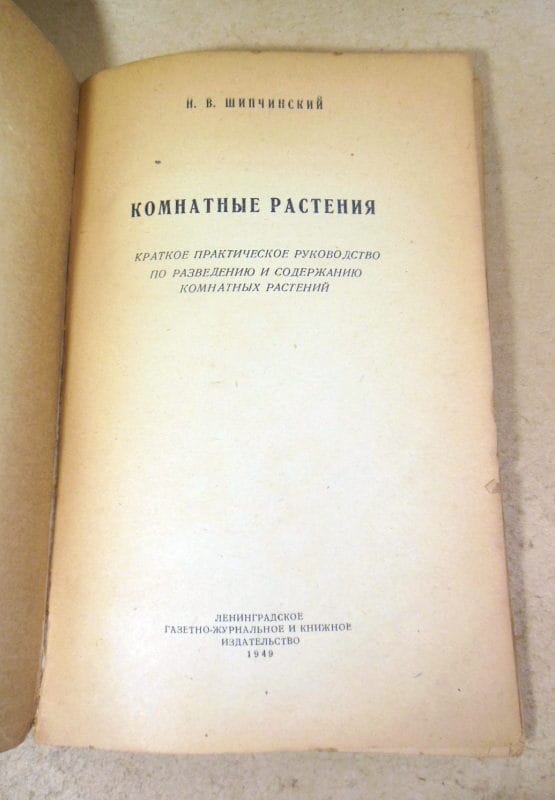 Н. В. ШИПЧИНСКИЙ
КОМНАТНЫЕ РАСТЕНИЯ
КРАТКОЕ ПРАКТИЧЕСКОЕ РУКОВОДСТВО
ПО РАЗВЕДЕНИЮ И СОДЕРЖАНИЮ
КОМНАТНЫХ РАСТЕНИЙ
ЛЕНИНГРАДСКОЕ
ГАЗЕТНО-ЖУРНАЛЬНОЕ И КНИЖНОЕ
ИЗДАТЕЛЬСТВО
1949